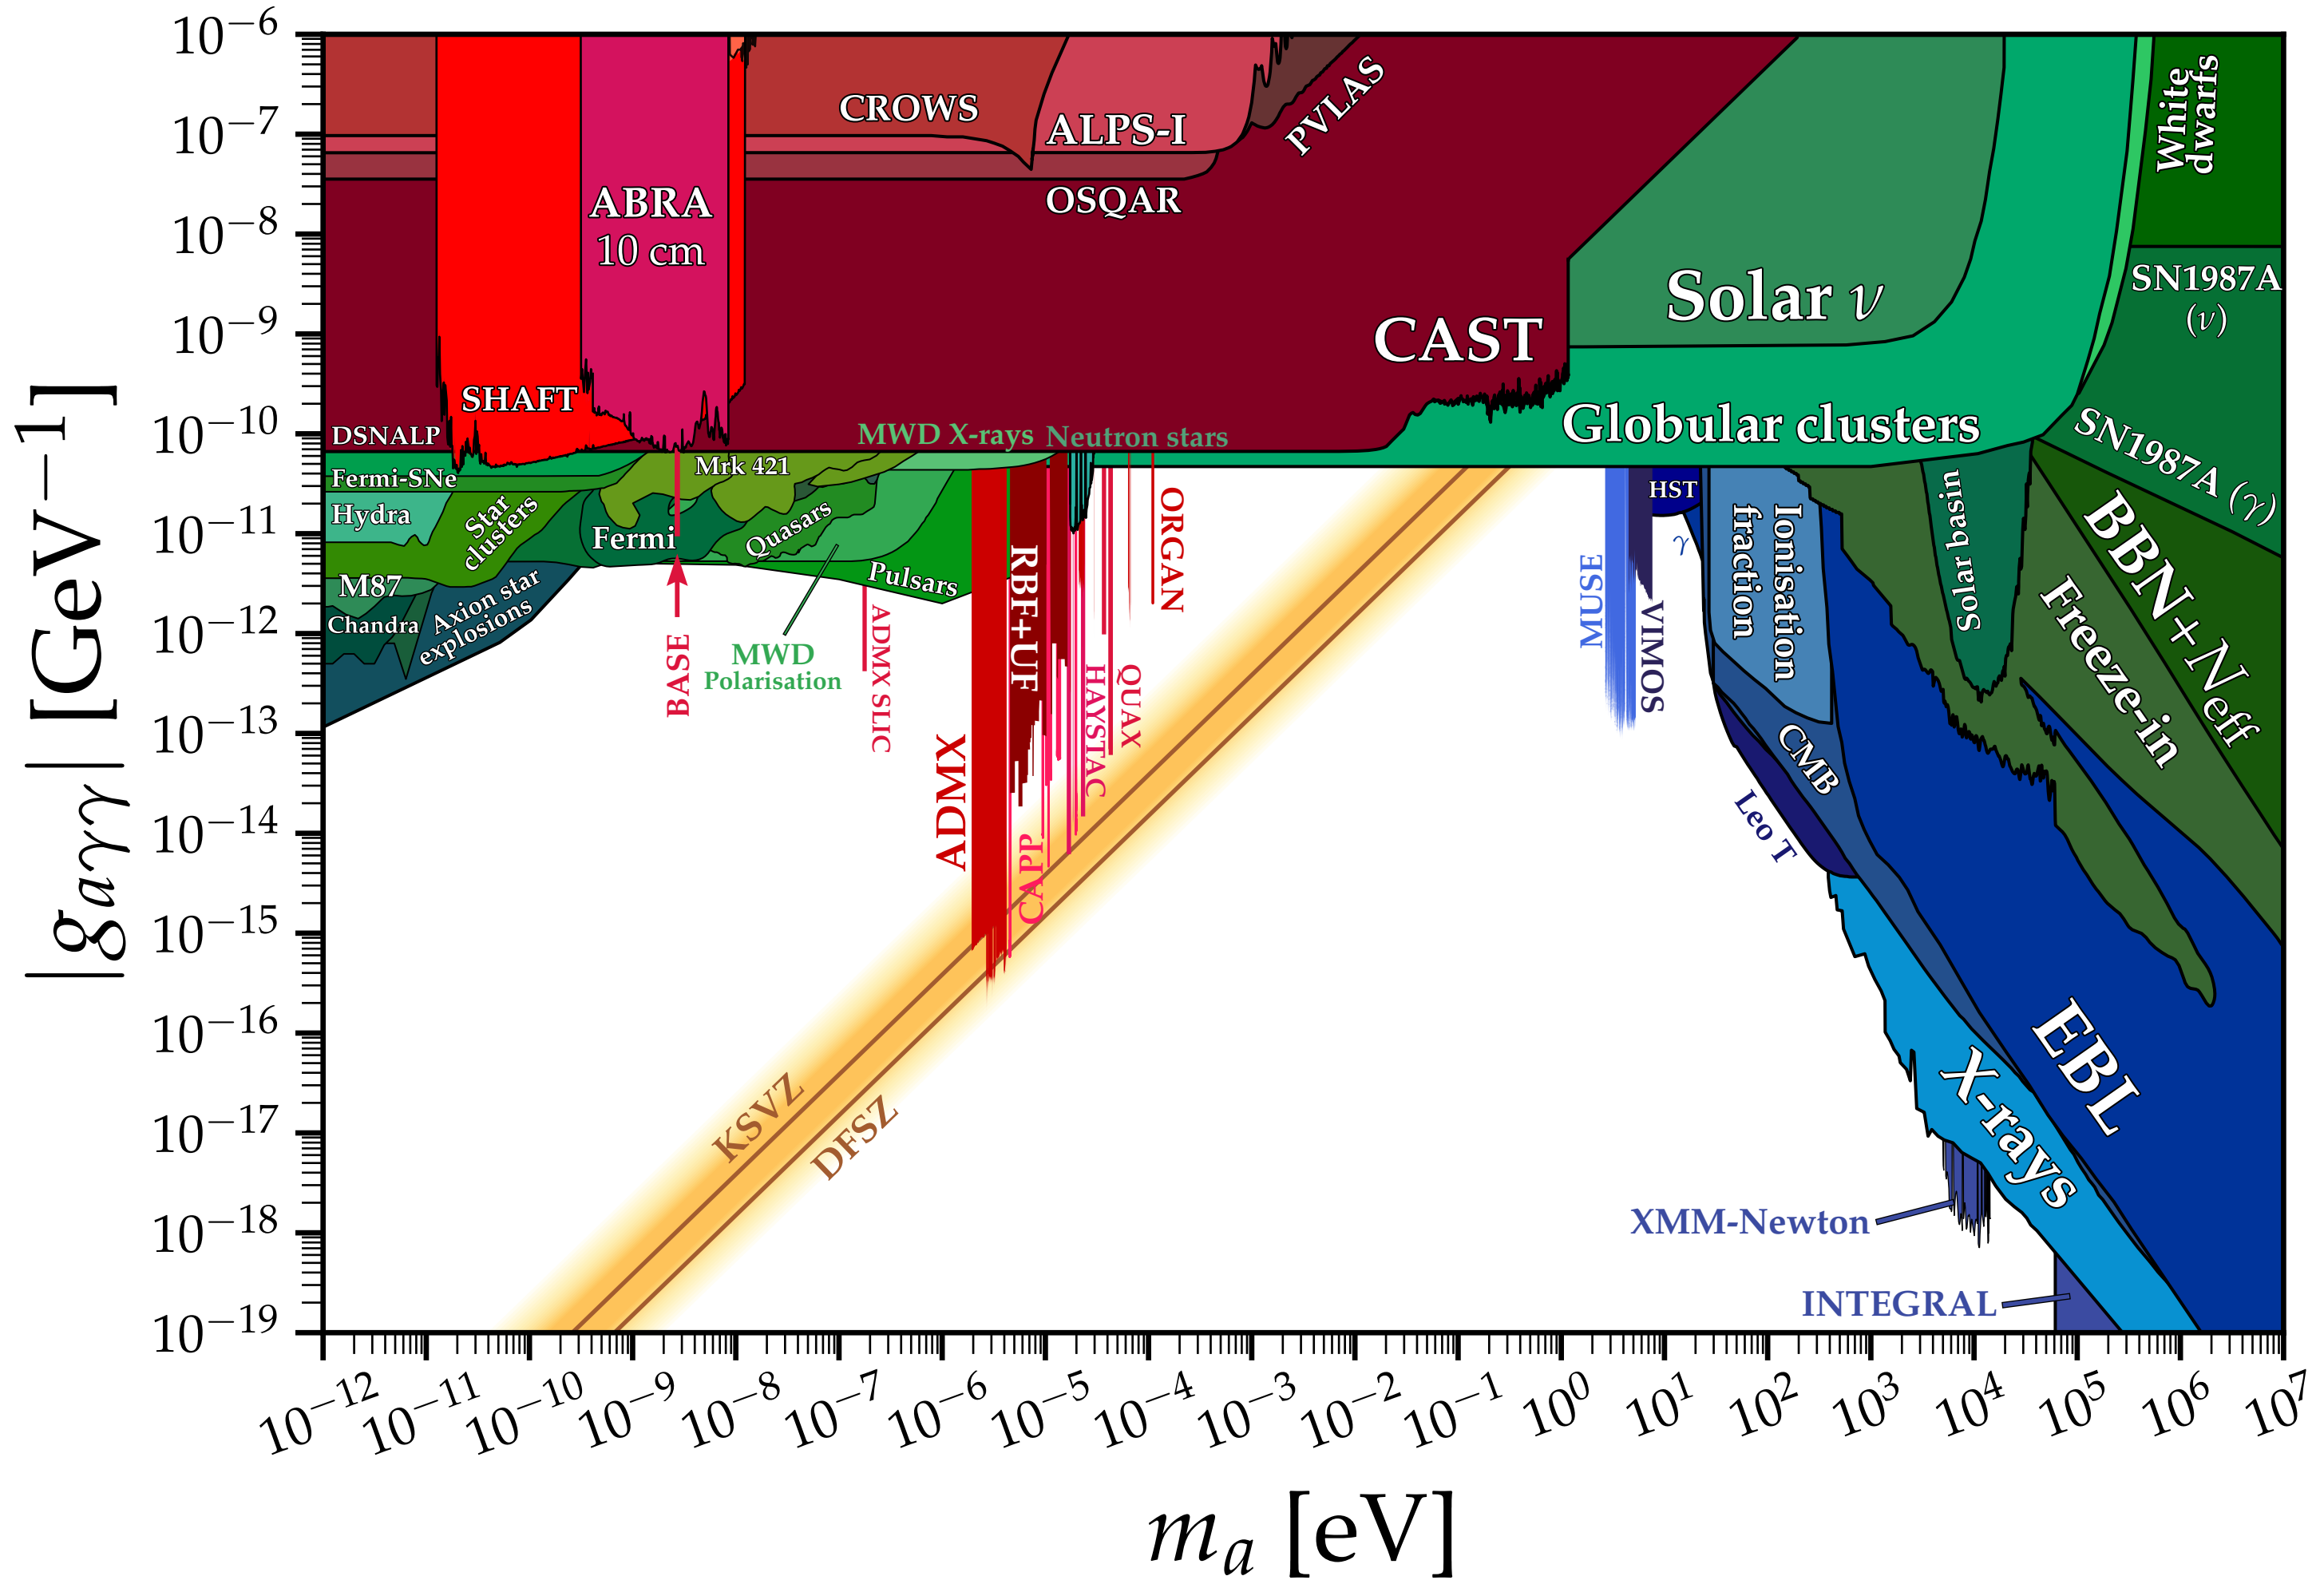 10⁻⁶
10⁻⁷
10⁻⁸
10⁻⁹
10⁻¹⁰
10⁻¹¹
10⁻¹²
10⁻¹³
10⁻¹⁴
10⁻¹⁵
10⁻¹⁶
10⁻¹⁷
10⁻¹⁸
10⁻¹⁹
|gₐγγ| [GeV⁻¹]
CROWS
ALPS-I
PVLAS
OSQAR
ABRA
10 cm
SHAFT
CAST
Solar ν
Globular clusters
White
dwarfs
SN1987A
(ν)
SN1987A (γ)
DSNALP
Fermi-SNe
Hydra
M87
Chandra
Star
clusters
Axion star
explosions
Mrk 421
Fermi
Quasars
Pulsars
MWD X-rays
Neutron stars
BASE
MWD
Polarisation
ADMX SLIC
ADMX
RBF+UF
CAPP
HAYSTAC
QUAX
ORGAN
KSVZ
DFSZ
MUSE
VIMOS
HST
γ
Ionisation
fraction
Solar basin
Freeze-in
BBN+Neff
CMB
Leo T
EBL
X-rays
XMM-Newton
INTEGRAL
10⁻¹² 10⁻¹¹ 10⁻¹⁰ 10⁻⁹ 10⁻⁸ 10⁻⁷ 10⁻⁶ 10⁻⁵ 10⁻⁴ 10⁻³ 10⁻² 10⁻¹ 10⁰ 10¹ 10² 10³ 10⁴ 10⁵ 10⁶ 10⁷
mₐ [eV]